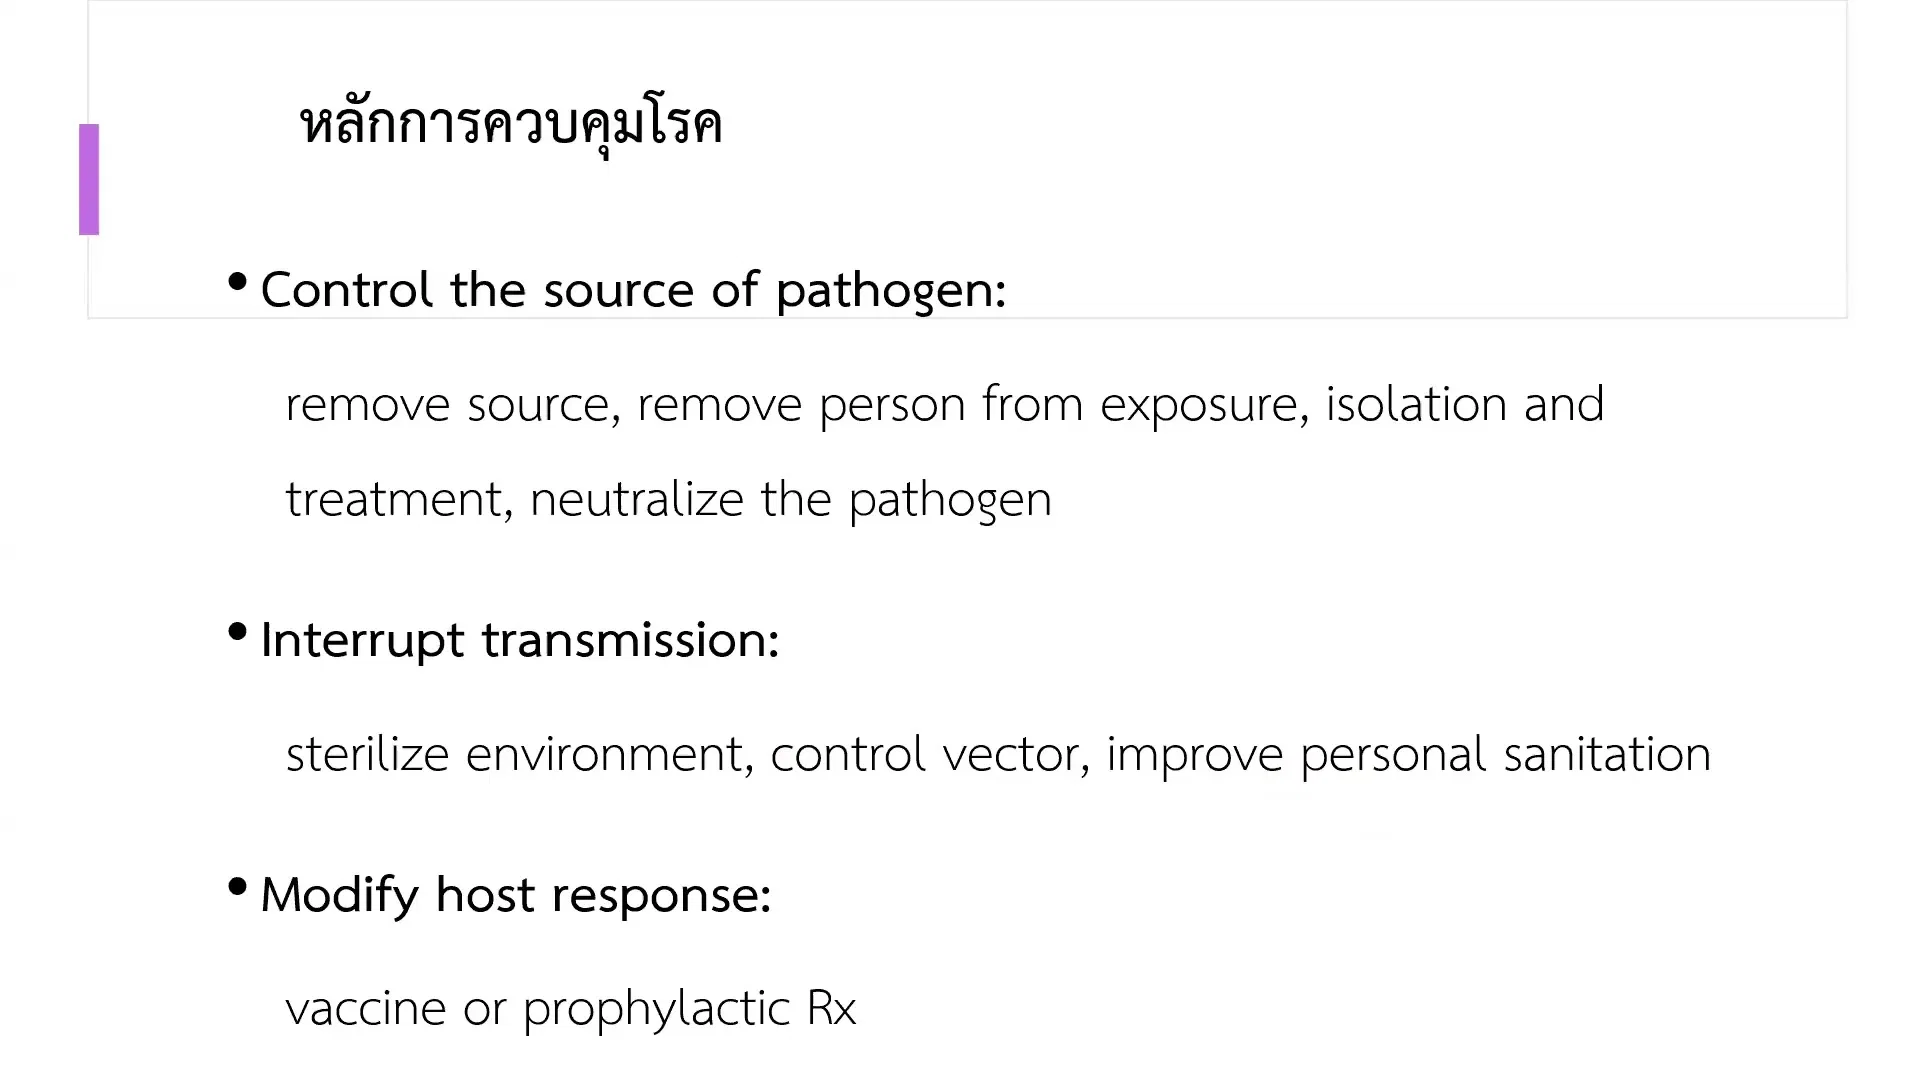 หลักการควบคุมโรค
• Control the source of pathogen:
remove source, remove person from exposure, isolation and
treatment, neutralize the pathogen
• Interrupt transmission:
sterilize environment, control vector, improve personal sanitation
• Modify host response:
vaccine or prophylactic Rx